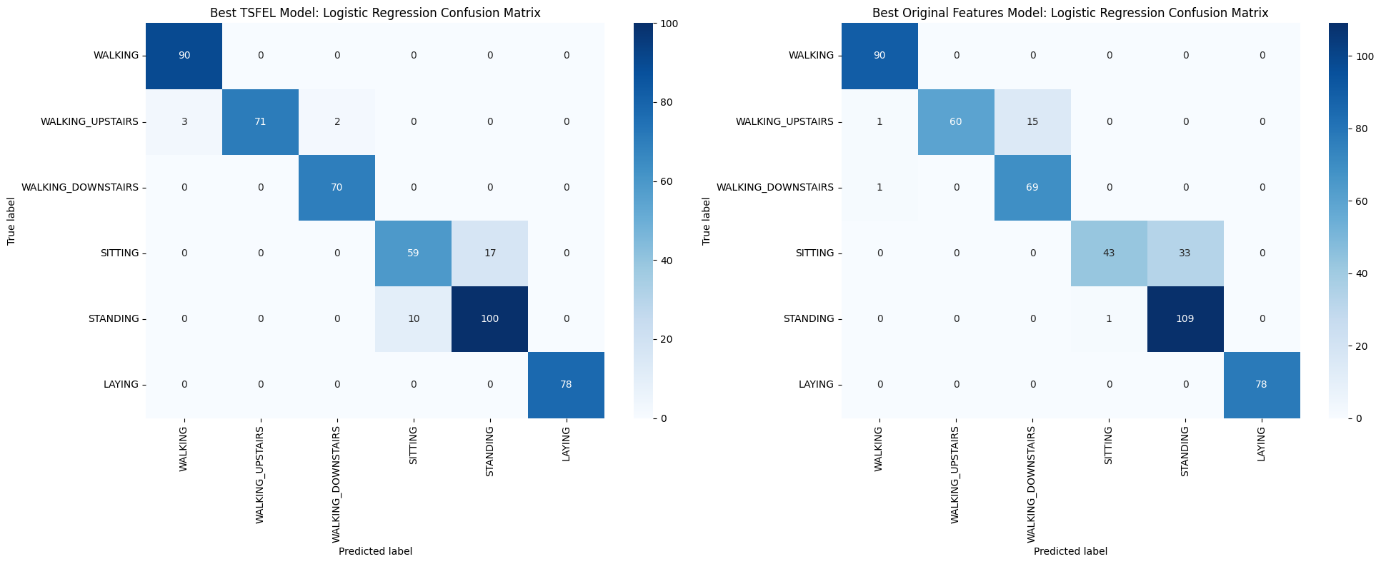 Best TSFEL Model: Logistic Regression Confusion Matrix
True label
WALKING 90 0 0 0 0 0
WALKING_UPSTAIRS 3 71 2 0 0 0
WALKING_DOWNSTAIRS 0 0 70 0 0 0
SITTING 0 0 0 59 17 0
STANDING 0 0 0 10 100 0
LAYING 0 0 0 0 0 78
WALKING
WALKING_UPSTAIRS
WALKING_DOWNSTAIRS
SITTING
STANDING
LAYING
Predicted label
100
80
60
40
20
0
Best Original Features Model: Logistic Regression Confusion Matrix
True label
WALKING 90 0 0 0 0 0
WALKING_UPSTAIRS 1 60 15 0 0 0
WALKING_DOWNSTAIRS 1 0 69 0 0 0
SITTING 0 0 0 43 33 0
STANDING 0 0 0 1 109 0
LAYING 0 0 0 0 0 78
WALKING
WALKING_UPSTAIRS
WALKING_DOWNSTAIRS
SITTING
STANDING
LAYING
Predicted label
100
80
60
40
20
0